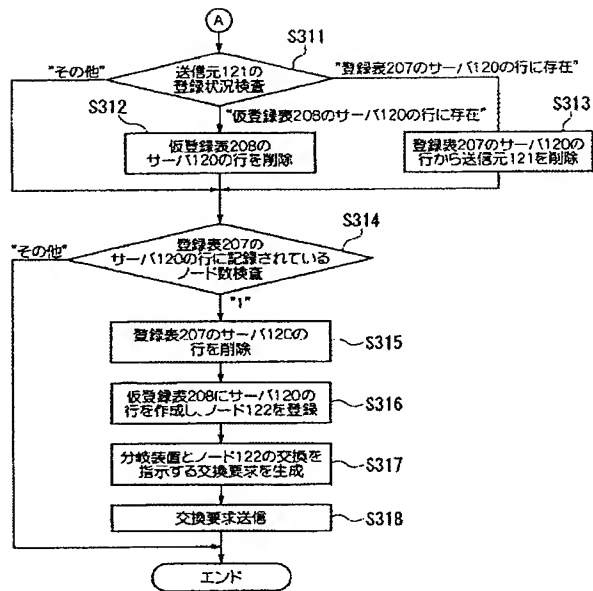 A
S311
"その他"
送信元121の
登録状況検査
"登録表207のサーバ120の行に存在"
S312
"仮登録表208のサーバ120の行に存在"
S313
仮登録表208の
サーバ120の行を削除
登録表207のサーバ120の
行から送信元121を削除
S314
"その他"
登録表207の
サーバ120の行に記録されている
ノード数検査
"1"
登録表207のサーバ120の
行を削除
S315
仮登録表208にサーバ120の
行を作成し、ノード122を登録
S316
分岐装置とノード122の交換を
指示する交換要求を生成
S317
交換要求送信
S318
エンド